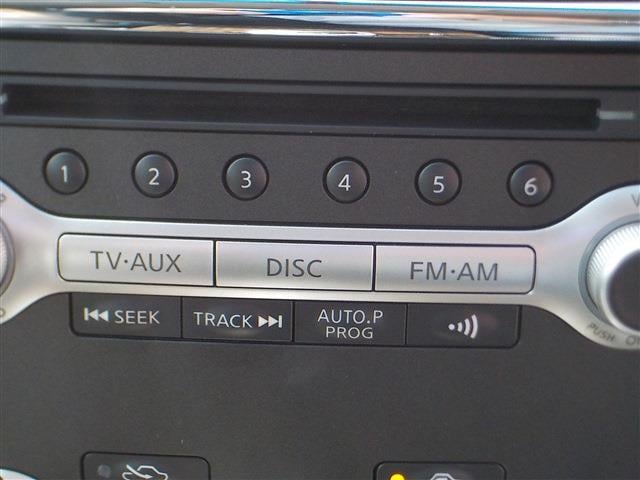 1 2 3 4 5 6
TV·AUX DISC FM·AM
SEEK TRACK AUTO.P
PROG
PUSH